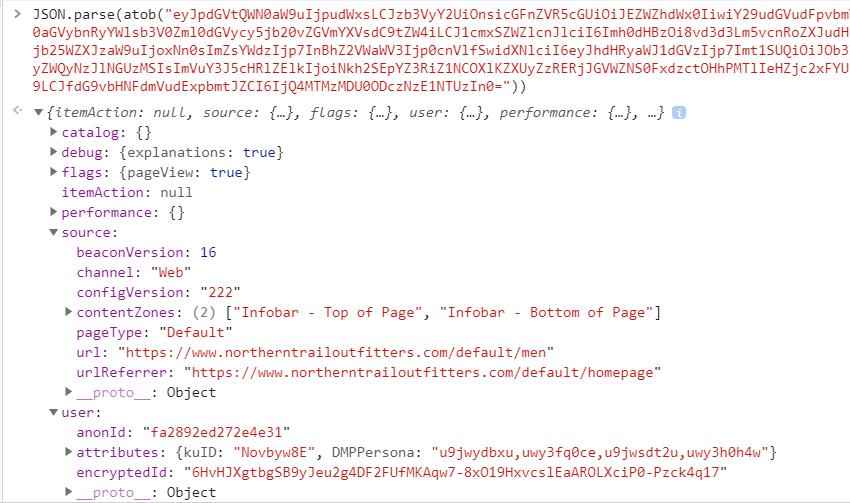 > JSON.parse(atob("eyJpdGVtQWN0aW9uIjpudWxsLCJzb3VyY2UiOnsicGFnZVR5cGUiOiJEZWZhdWx0IiwiY29udGVudFpvbm
0aGVybnRyYWlsb3V0Zml0dGVycy5jb20vZGVmYXVsdC9tZW4iLCJ1cmxSZWZlcnJlciI6Imh0dHBzOi8vd3d3Lm5vcnRoZXJudH
jb25WZXJzaW9uIjoxNn0sImZsYWdzIjp7InBhZ2VWaWV3Ijp0cnVlfSwidXNlciI6eyJhdHRyaWJ1dGVzIjp7Imt1SUQiOiJOb3
yZWQyNzJlNGUzMSIsImVuY3J5cHRlZElkIjoiNkh2SEpYZ3RiZ1NCOXlKZXUyZzRERjJGVWZNS0FxdzctOHhPMTlIeHZjc2xFYU
9LCJfdG9vbHNFdmVudExpbmtJZCI6IjQ4MTMzMDU0ODczNzE1NTUzIn0="))
{itemAction: null, source: {…}, flags: {…}, user: {…}, performance: {…}, …} i
catalog: {}
debug: {explanations: true}
flags: {pageView: true}
itemAction: null
performance: {}
source:
beaconVersion: 16
channel: "Web"
configVersion: "222"
contentZones: (2) ["Infobar - Top of Page", "Infobar - Bottom of Page"]
pageType: "Default"
url: "https://www.northerntrailoutfitters.com/default/men"
urlReferrer: "https://www.northerntrailoutfitters.com/default/homepage"
__proto__: Object
user:
anonId: "fa2892ed272e4e31"
attributes: {kuID: "Novbyw8E", DMPPersona: "u9jwydbxu,uwy3fq0ce,u9jwsdt2u,uwy3h0h4w"}
encryptedId: "6HvHJXgtbgSB9yJeu2g4DF2FUfMKAqw7-8xO19HxvcslEaAROLXciP0-Pzck4q17"
__proto__: Object